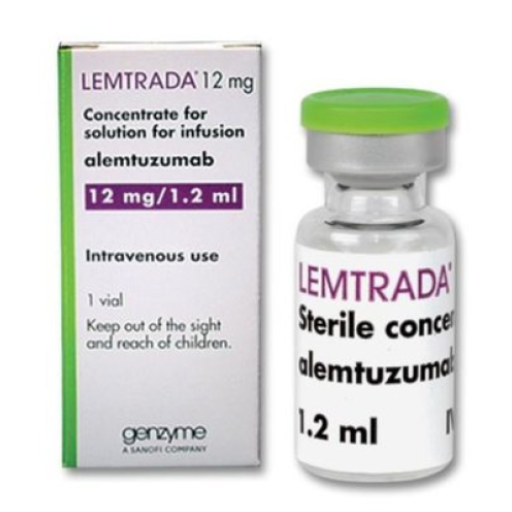 LEMTRADA® 12 mg
Concentrate for
solution for infusion
alemtuzumab
12 mg/1.2 ml
Intravenous use
1 vial
Keep out of the sight
and reach of children.
genzyme
A SANOFI COMPANY
LEMTRADA®
Sterile conce
alemtuzumab
1.2 ml